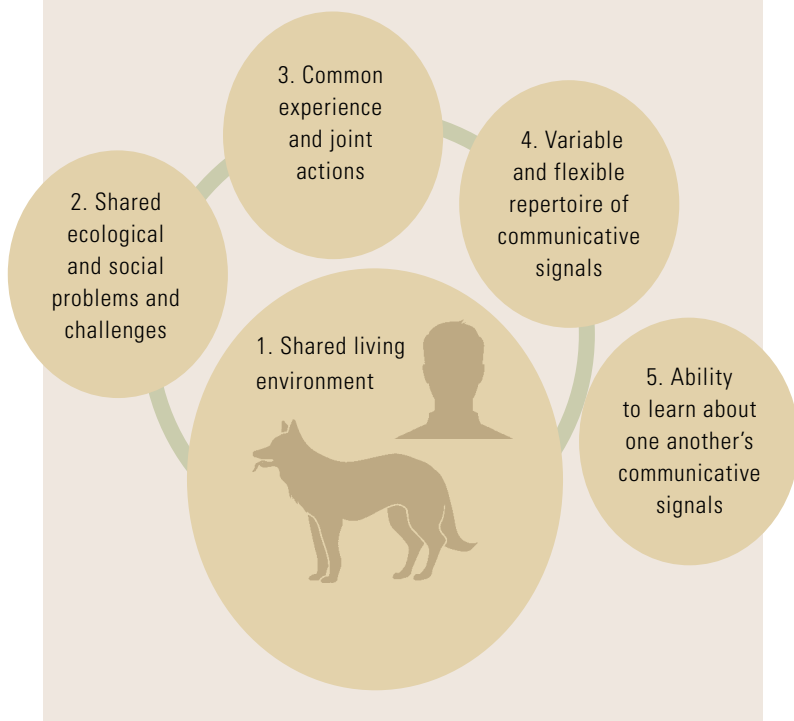 1. Shared living
environment
2. Shared
ecological
and social
problems and
challenges
3. Common
experience
and joint
actions
4. Variable
and flexible
repertoire of
communicative
signals
5. Ability
to learn about
one another’s
communicative
signals